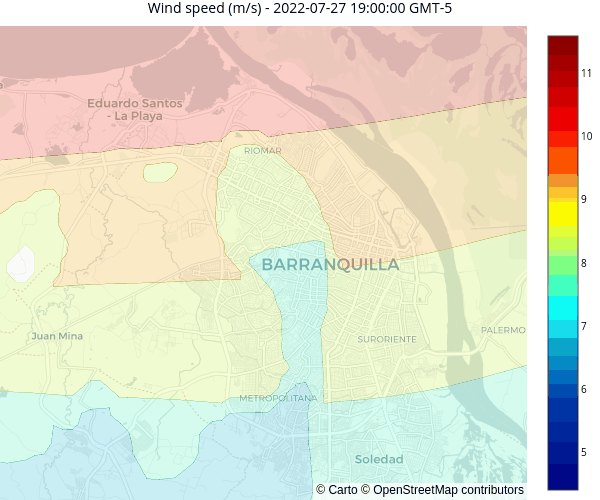 Wind speed (m/s) - 2022-07-27 19:00:00 GMT-5
11
Eduardo Santos
- La Playa
10
RIOMAR
9
BARRANQUILLA
8
7
Juan Mina
SURORIENTE
PALERMO
6
METROPOLITANA
5
Soledad
© Carto © OpenStreetMap contributors